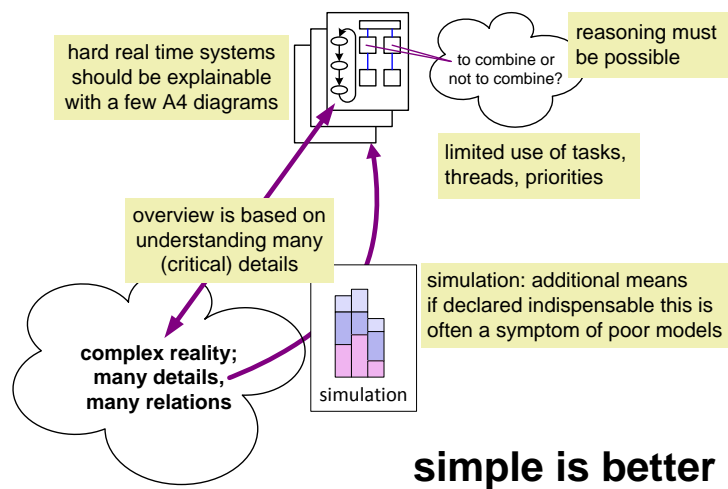 hard real time systems
should be explainable
with a few A4 diagrams
to combine or
not to combine?
reasoning must
be possible
limited use of tasks,
threads, priorities
overview is based on
understanding many
(critical) details
simulation: additional means
if declared indispensable this is
often a symptom of poor models
complex reality;
many details,
many relations
simulation
simple is better